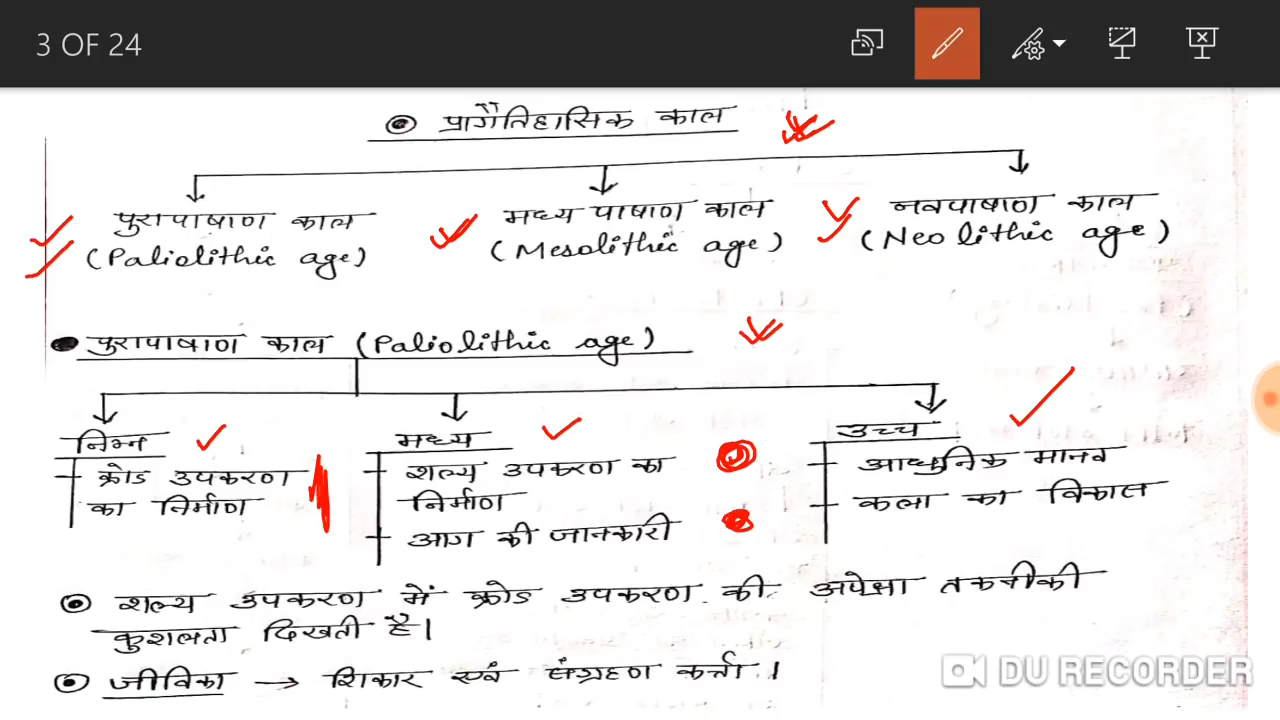 3 OF 24
प्रागैतिहासिक काल
पुरापाषाण काल
(Paliolithic age)
मध्य पाषाण काल
(Mesolithic age)
नवपाषाण काल
(Neolithic age)
पुरापाषाण काल (Paliolithic age)
निम्न
क्रोड उपकरण
का निर्माण
मध्य
शल्य उपकरण का
निर्माण
आग की जानकारी
उच्च
आधुनिक मानव
कला का विकास
शल्य उपकरण में क्रोड उपकरण की अपेक्षा तकनीकी
कुशलता दिखती है।
जीविका → शिकार एवं संग्रहण कर्त्ता।
DU RECORDER